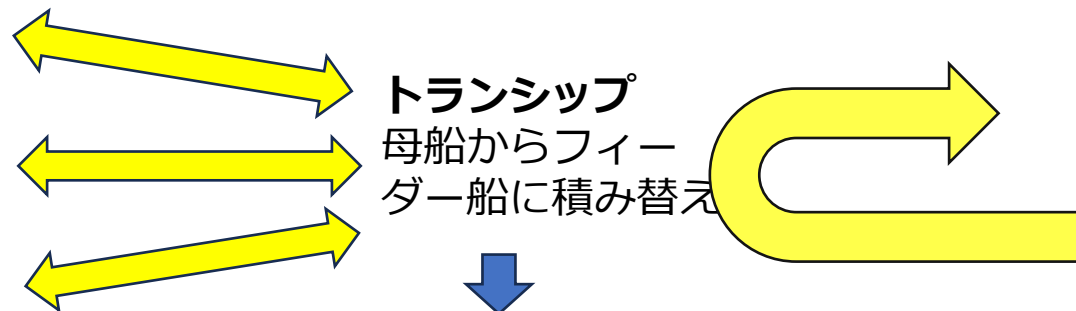 トランシップ
母船からフィー
ダー船に積み替え